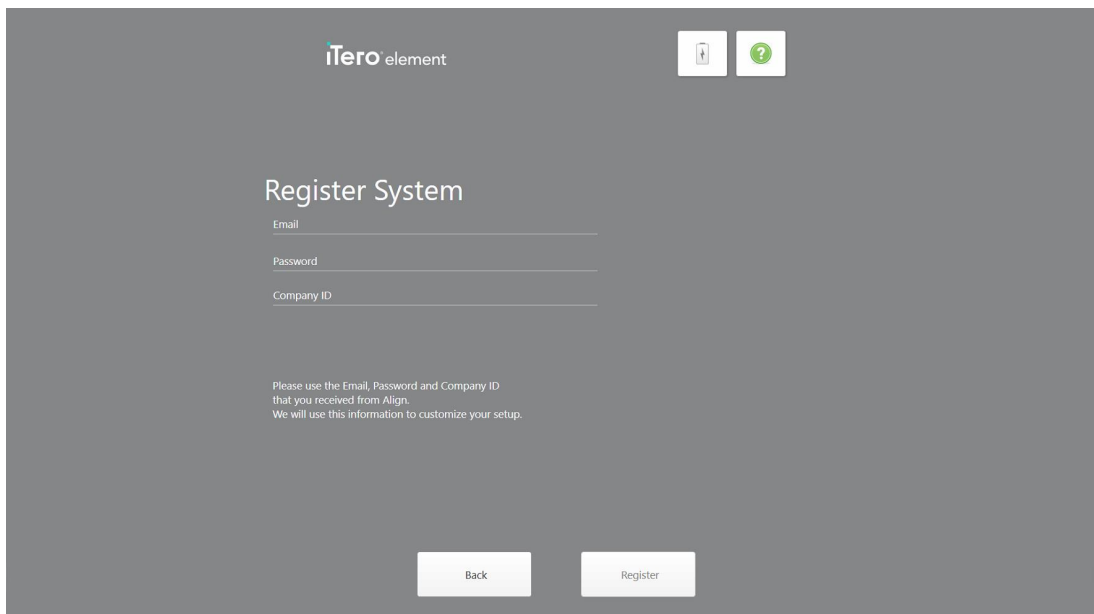 iTero element
?
Register System
Email
Password
Company ID
Please use the Email, Password and Company ID
that you received from Align.
We will use this information to customize your setup.
Back
Register